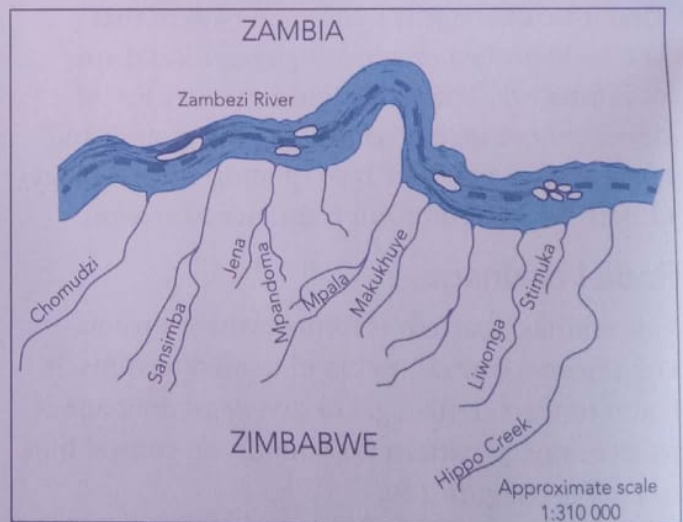 ZAMBIA
Zambezi River
Chomudzi
Sansimba
Jena
Mpandoma
Mpala
Makukhuye
Liwonga
Stimuka
Hippo Creek
ZIMBABWE
Approximate scale
1:310 000